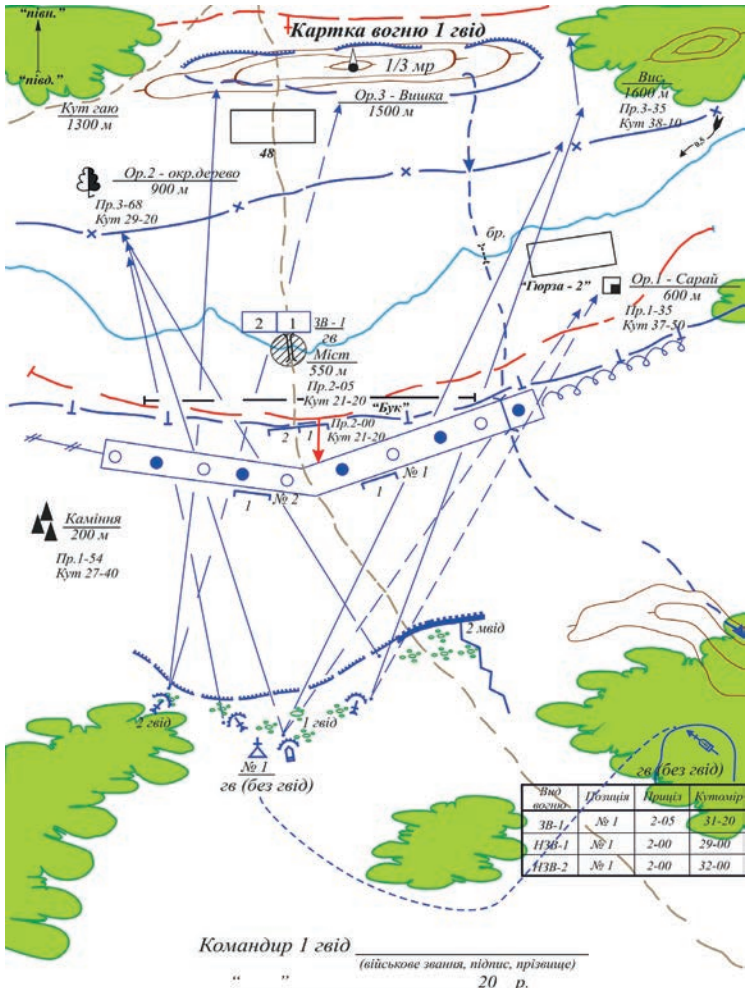 “півн.”
Картка вогню 1 гвід
1/3 мр
“півд.”
Кут гаю
1300 м
Ор.3 - Вишка
1500 м
Вис.
1600 м
Пр.3-35
Кут 38-10
48
0,5
Ор.2 - окр.дерево
900 м
Пр.3-68
Кут 29-20
бр.
“Гюрза - 2”
Ор.1 - Сарай
600 м
Пр.1-35
Кут 37-50
2 1 ЗВ - 1
гв
Міст
550 м
Пр.2-05
Кут 21-20
“Бук”
Пр.2-00
Кут 21-20
2 1
№ 1
1
№ 2
1
Каміння
200 м
Пр.1-54
Кут 27-40
2 мвід
2 гвід
1 гвід
№ 1
гв (без гвід)
гв (без гвід)
Вид вогню Позиція Приціл Кутомір
ЗВ-1 № 1 2-05 31-20
НЗВ-1 № 1 2-00 29-00
НЗВ-2 № 1 2-00 32-00
Командир 1 гвід
(військове звання, підпис, прізвище)
“ ” 20 р.